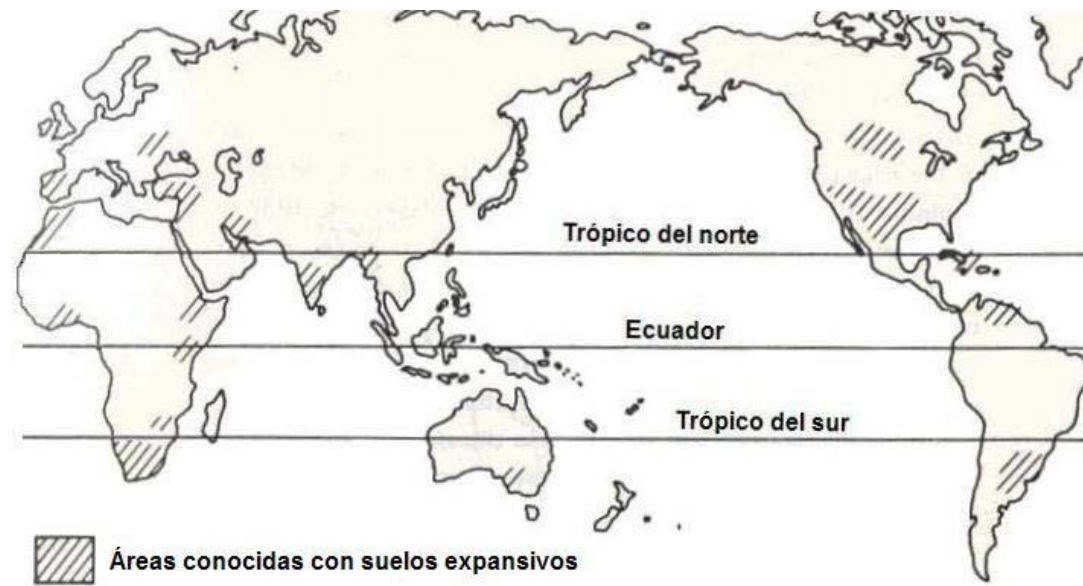 Trópico del norte
Ecuador
Trópico del sur
Áreas conocidas con suelos expansivos